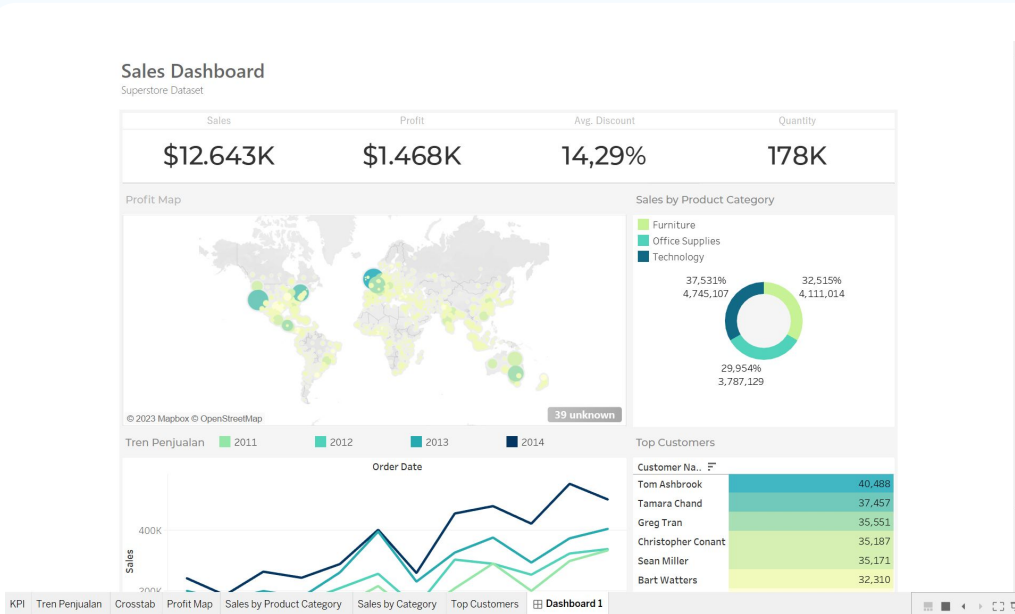 Sales Dashboard
Superstore Dataset
Sales Profit Avg. Discount Quantity
$12.643K $1.468K 14,29% 178K
Profit Map
© 2023 Mapbox © OpenStreetMap
39 unknown
Sales by Product Category
Furniture
Office Supplies
Technology
37,531% 32,515%
4,745,107 4,111,014
29,954%
3,787,129
Tren Penjualan 2011 2012 2013 2014
Order Date
400K
200K
Sales
Top Customers
Customer Na..
Tom Ashbrook 40,488
Tamara Chand 37,457
Greg Tran 35,551
Christopher Conant 35,187
Sean Miller 35,171
Bart Watters 32,310
KPI Tren Penjualan Crosstab Profit Map Sales by Product Category Sales by Category Top Customers Dashboard 1